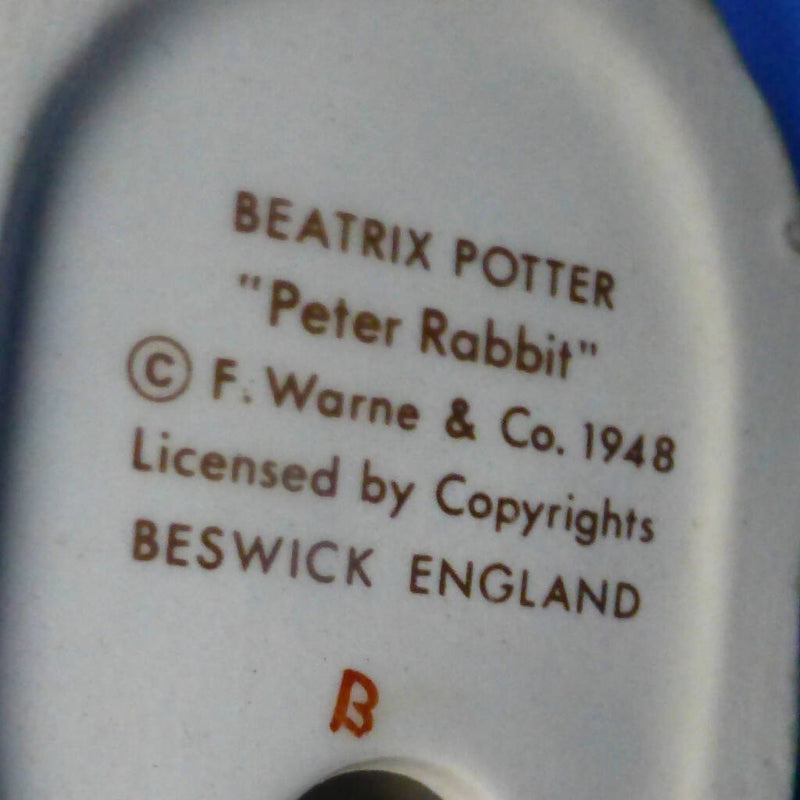 BEATRIX POTTER
"Peter Rabbit"
© F. Warne & Co. 1948
Licensed by Copyrights
BESWICK ENGLAND
B